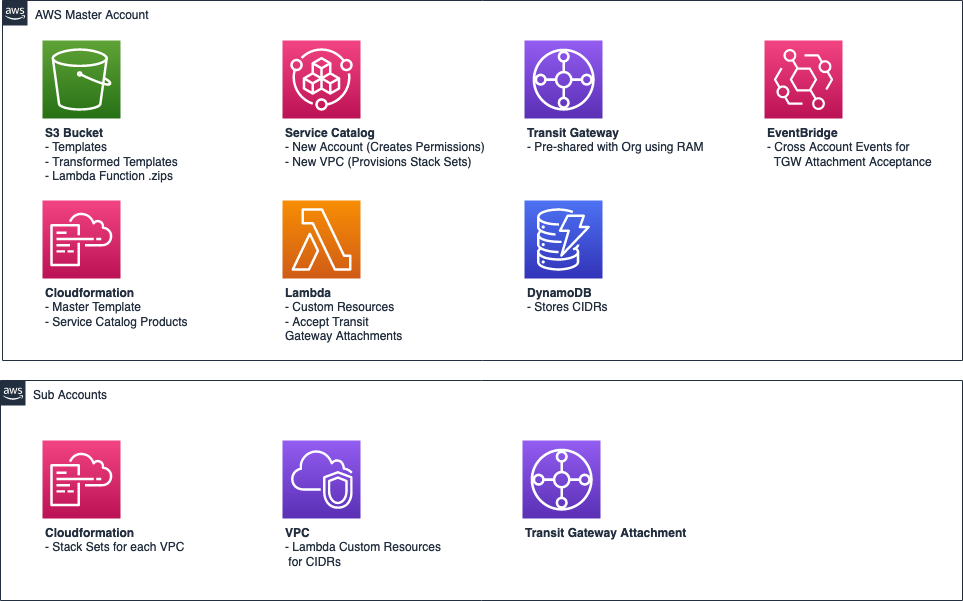 aws
AWS Master Account
S3 Bucket
- Templates
- Transformed Templates
- Lambda Function .zips
Service Catalog
- New Account (Creates Permissions)
- New VPC (Provisions Stack Sets)
Transit Gateway
- Pre-shared with Org using RAM
EventBridge
- Cross Account Events for
TGW Attachment Acceptance
Cloudformation
- Master Template
- Service Catalog Products
Lambda
- Custom Resources
- Accept Transit
Gateway Attachments
DynamoDB
- Stores CIDRs
aws
Sub Accounts
Cloudformation
- Stack Sets for each VPC
VPC
- Lambda Custom Resources
for CIDRs
Transit Gateway Attachment